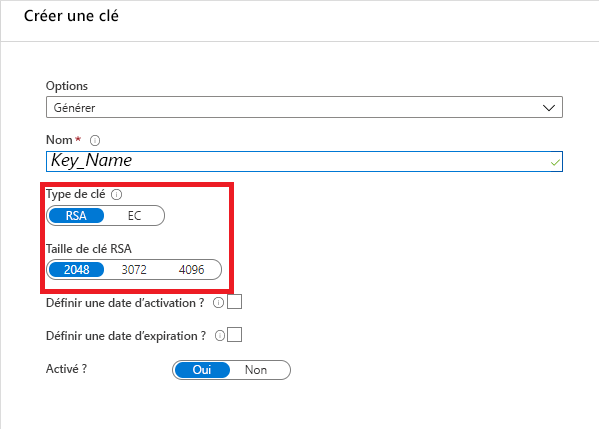 Créer une clé
Options
Générer
Nom *
Key_Name
Type de clé
RSA EC
Taille de clé RSA
2048 3072 4096
Définir une date d’activation ?
Définir une date d’expiration ?
Activé ? Oui Non